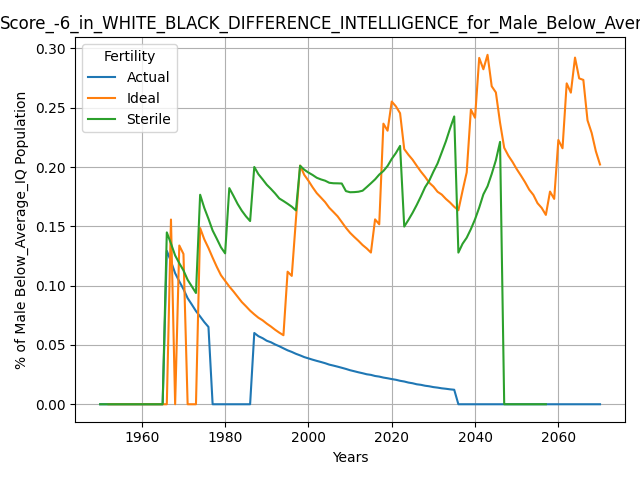 Score_-6_in_WHITE_BLACK_DIFFERENCE_INTELLIGENCE_for_Male_Below_Aver
Fertility
Actual
Ideal
Sterile
% of Male Below_Average_IQ Population
0.30
0.25
0.20
0.15
0.10
0.05
0.00
1960 1980 2000 2020 2040 2060
Years